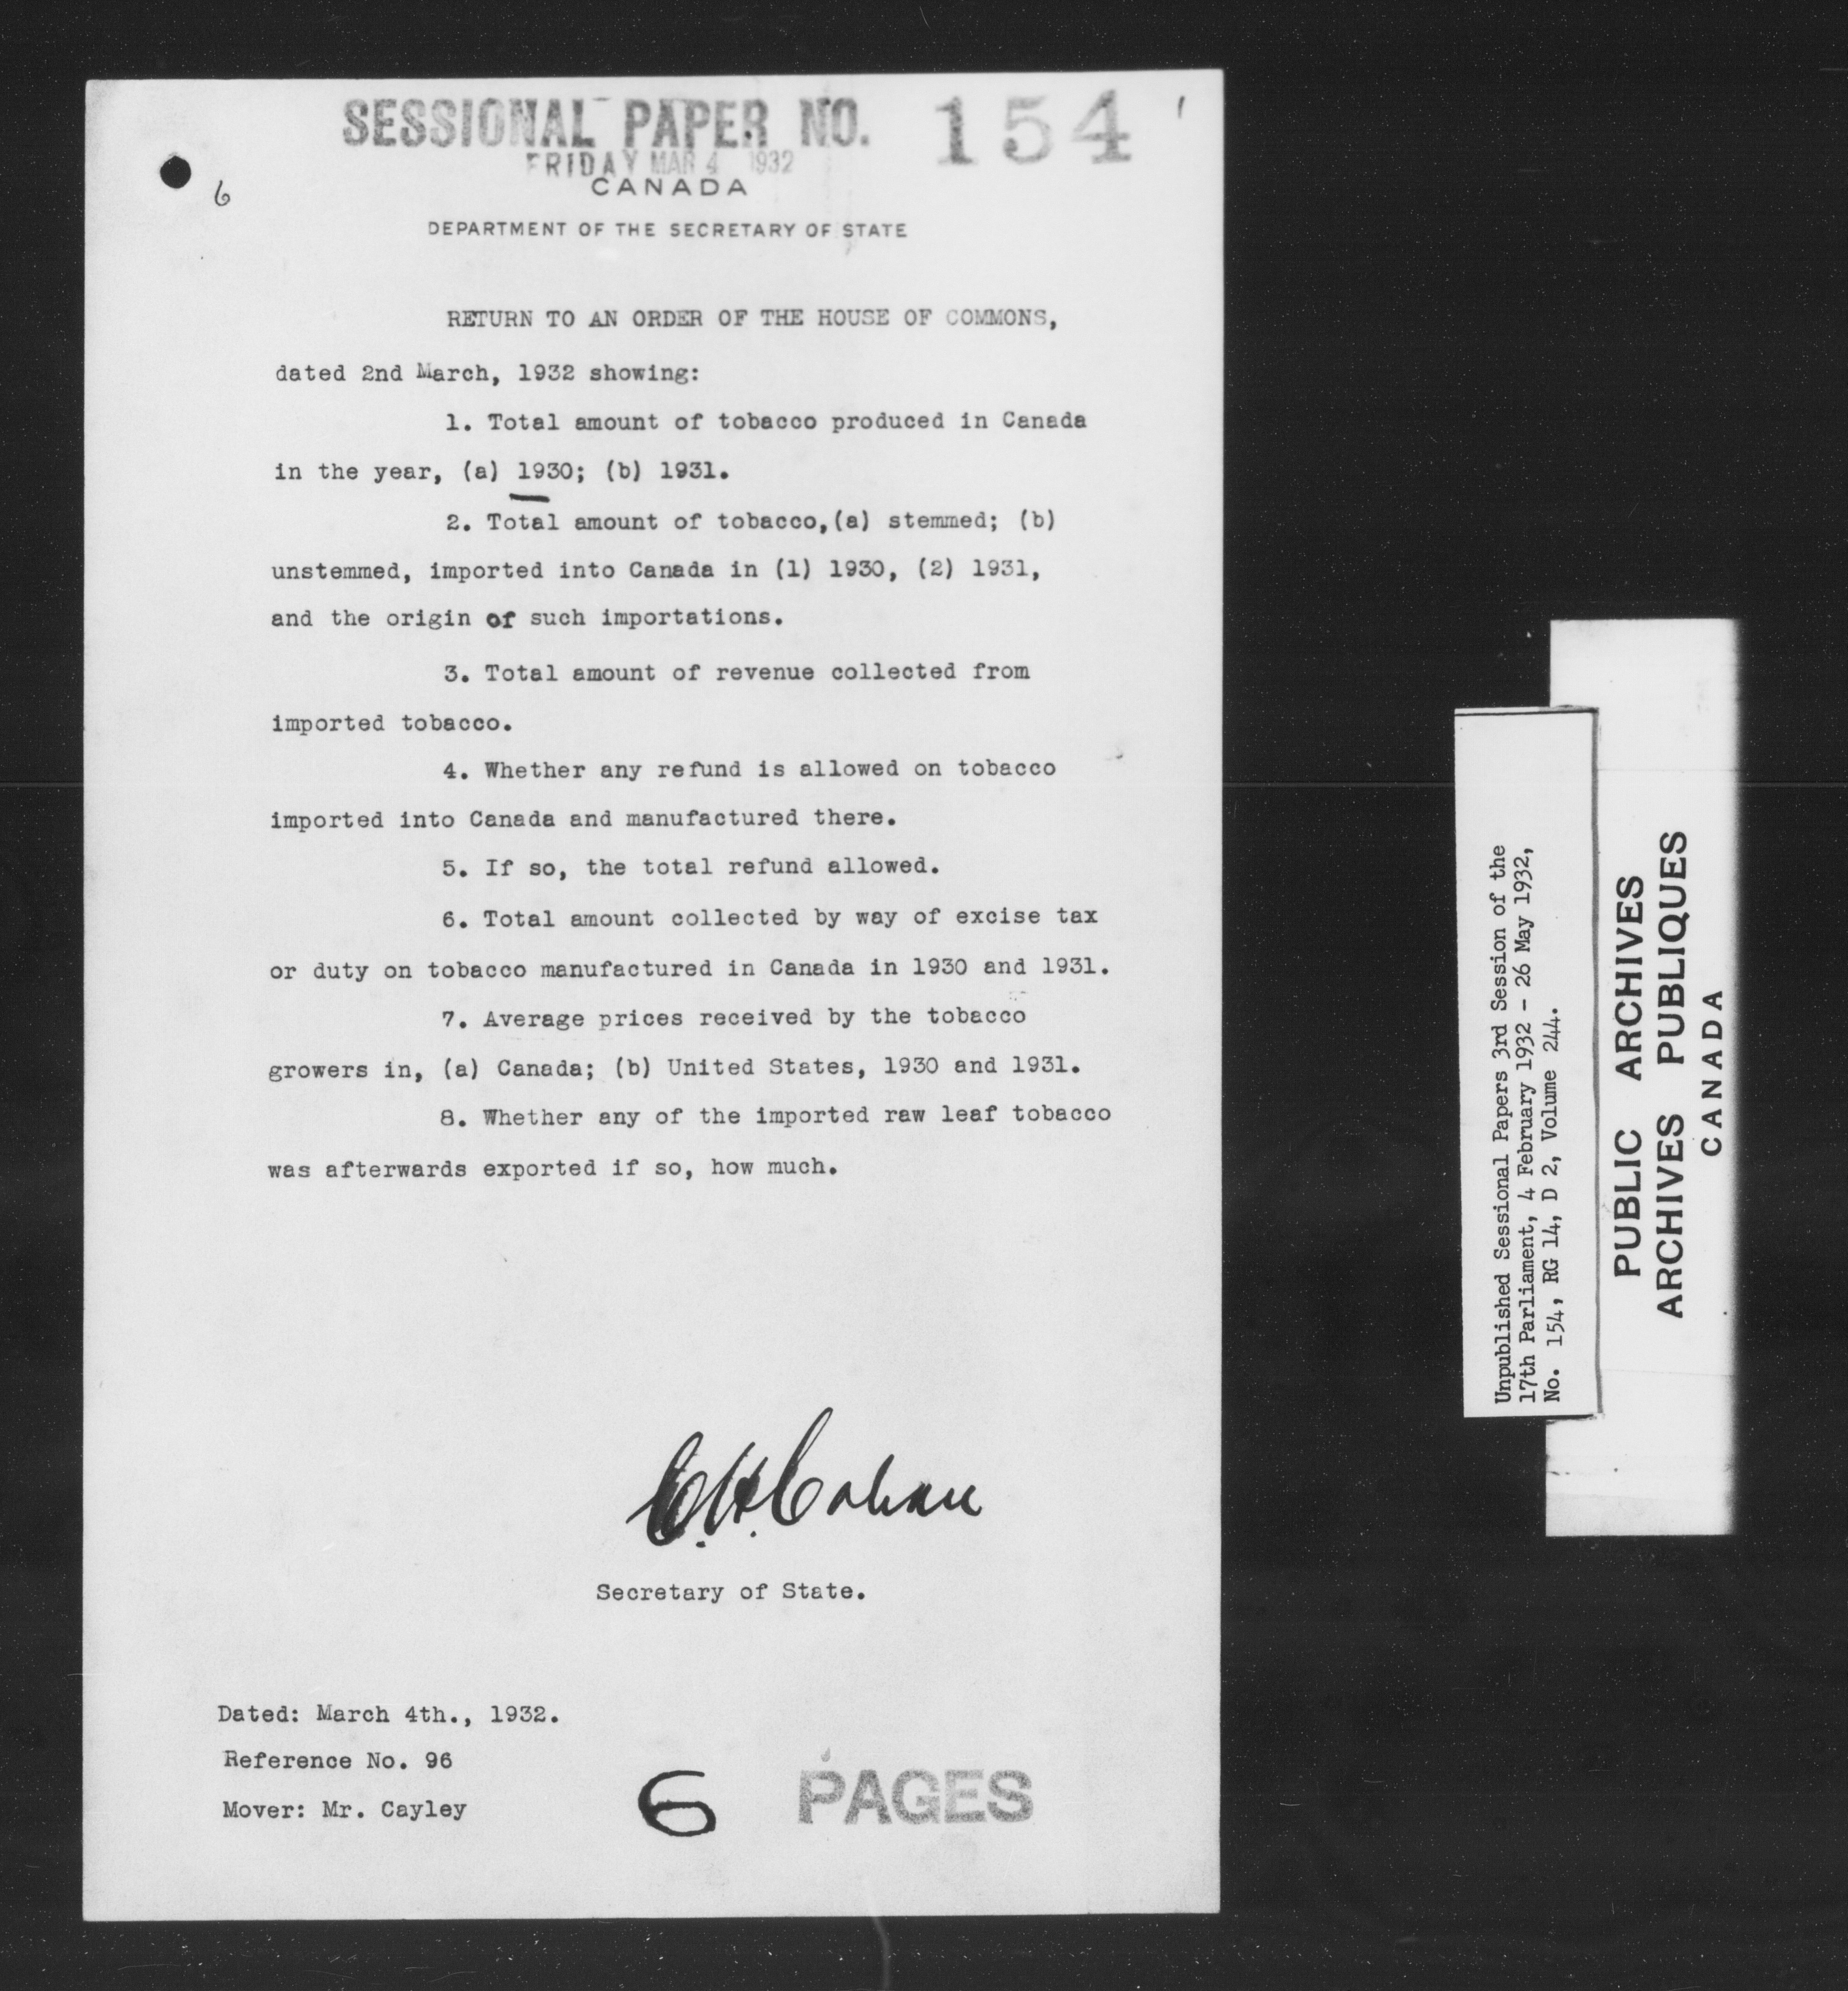 SESSIONAL PAPER NO. 154
FRIDAY MAR 4 1932
6
CANADA
DEPARTMENT OF THE SECRETARY OF STATE
RETURN TO AN ORDER OF THE HOUSE OF COMMONS,
dated 2nd March, 1932 showing:
1. Total amount of tobacco produced in Canada
in the year, (a) 1930; (b) 1931.
2. Total amount of tobacco,(a) stemmed; (b)
unstemmed, imported into Canada in (1) 1930, (2) 1931,
and the origin of such importations.
3. Total amount of revenue collected from
imported tobacco.
4. Whether any refund is allowed on tobacco
imported into Canada and manufactured there.
5. If so, the total refund allowed.
6. Total amount collected by way of excise tax
or duty on tobacco manufactured in Canada in 1930 and 1931.
7. Average prices received by the tobacco
growers in, (a) Canada; (b) United States, 1930 and 1931.
8. Whether any of the imported raw leaf tobacco
was afterwards exported if so, how much.
C.H. Cahan
Secretary of State.
Dated: March 4th., 1932.
Reference No. 96
Mover: Mr. Cayley
6 PAGES
Unpublished Sessional Papers 3rd Session of the
17th Parliament, 4 February 1932 - 26 May 1932,
No. 154, RG 14, D 2, Volume 244.
PUBLIC ARCHIVES
ARCHIVES PUBLIQUES
CANADA